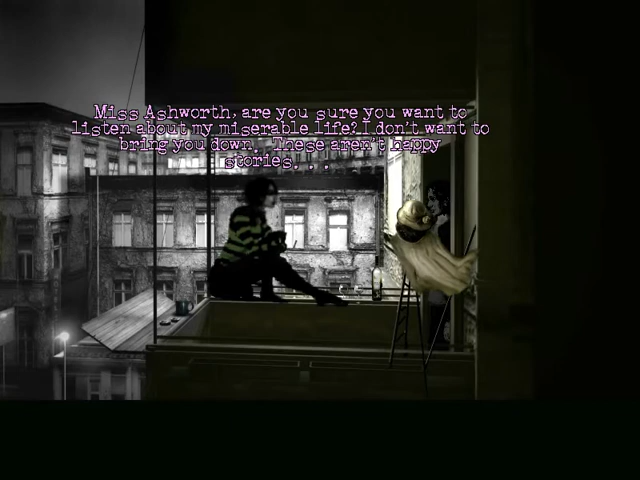 Miss Ashworth, are you sure you want to
listen about my miserable life? I don't want to
bring you down.. These aren't happy
stories. . .